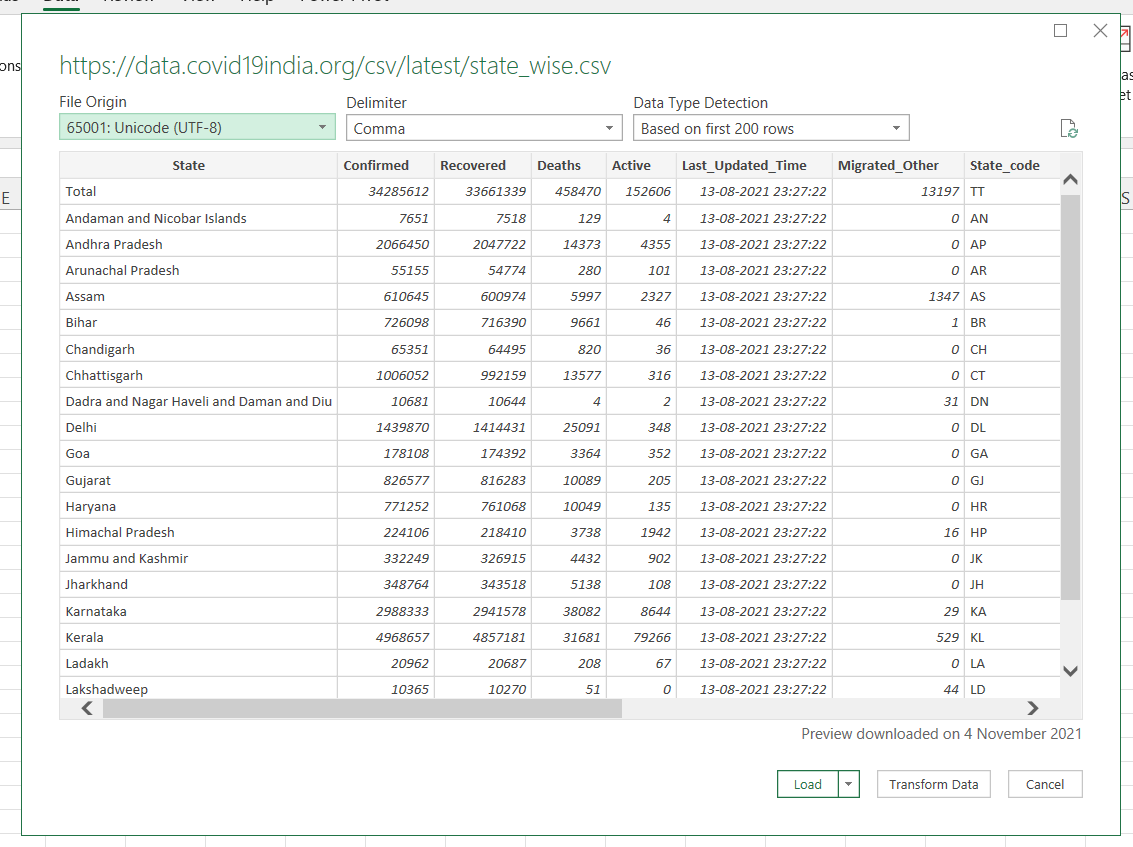 Data Review View Help Power Pivot
https://data.covid19india.org/csv/latest/state_wise.csv
ons
File Origin Delimiter Data Type Detection
65001: Unicode (UTF-8) Comma Based on first 200 rows
State Confirmed Recovered Deaths Active Last_Updated_Time Migrated_Other State_code
Total 34285612 33661339 458470 152606 13-08-2021 23:27:22 13197 TT
E Andaman and Nicobar Islands 7651 7518 129 4 13-08-2021 23:27:22 0 AN S
Andhra Pradesh 2066450 2047722 14373 4355 13-08-2021 23:27:22 0 AP
Arunachal Pradesh 55155 54774 280 101 13-08-2021 23:27:22 0 AR
Assam 610645 600974 5997 2327 13-08-2021 23:27:22 1347 AS
Bihar 726098 716390 9661 46 13-08-2021 23:27:22 1 BR
Chandigarh 65351 64495 820 36 13-08-2021 23:27:22 0 CH
Chhattisgarh 1006052 992159 13577 316 13-08-2021 23:27:22 0 CT
Dadra and Nagar Haveli and Daman and Diu 10681 10644 4 2 13-08-2021 23:27:22 31 DN
Delhi 1439870 1414431 25091 348 13-08-2021 23:27:22 0 DL
Goa 178108 174392 3364 352 13-08-2021 23:27:22 0 GA
Gujarat 826577 816283 10089 205 13-08-2021 23:27:22 0 GJ
Haryana 771252 761068 10049 135 13-08-2021 23:27:22 0 HR
Himachal Pradesh 224106 218410 3738 1942 13-08-2021 23:27:22 16 HP
Jammu and Kashmir 332249 326915 4432 902 13-08-2021 23:27:22 0 JK
Jharkhand 348764 343518 5138 108 13-08-2021 23:27:22 0 JH
Karnataka 2988333 2941578 38082 8644 13-08-2021 23:27:22 29 KA
Kerala 4968657 4857181 31681 79266 13-08-2021 23:27:22 529 KL
Ladakh 20962 20687 208 67 13-08-2021 23:27:22 0 LA
Lakshadweep 10365 10270 51 0 13-08-2021 23:27:22 44 LD
Preview downloaded on 4 November 2021
Load Transform Data Cancel